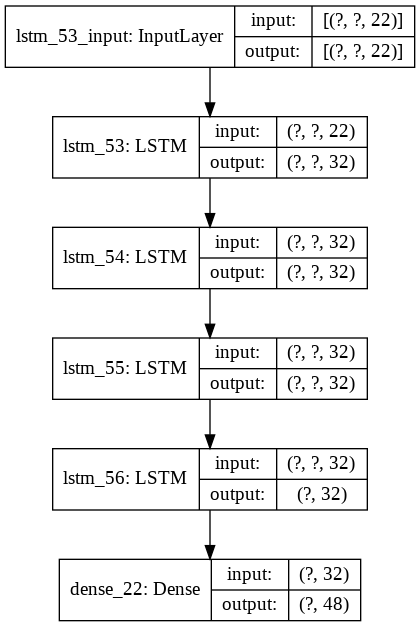 lstm_53_input: InputLayer
input: [(?, ?, 22)]
output: [(?, ?, 22)]
lstm_53: LSTM
input: (?, ?, 22)
output: (?, ?, 32)
lstm_54: LSTM
input: (?, ?, 32)
output: (?, ?, 32)
lstm_55: LSTM
input: (?, ?, 32)
output: (?, ?, 32)
lstm_56: LSTM
input: (?, ?, 32)
output: (?, 32)
dense_22: Dense
input: (?, 32)
output: (?, 48)